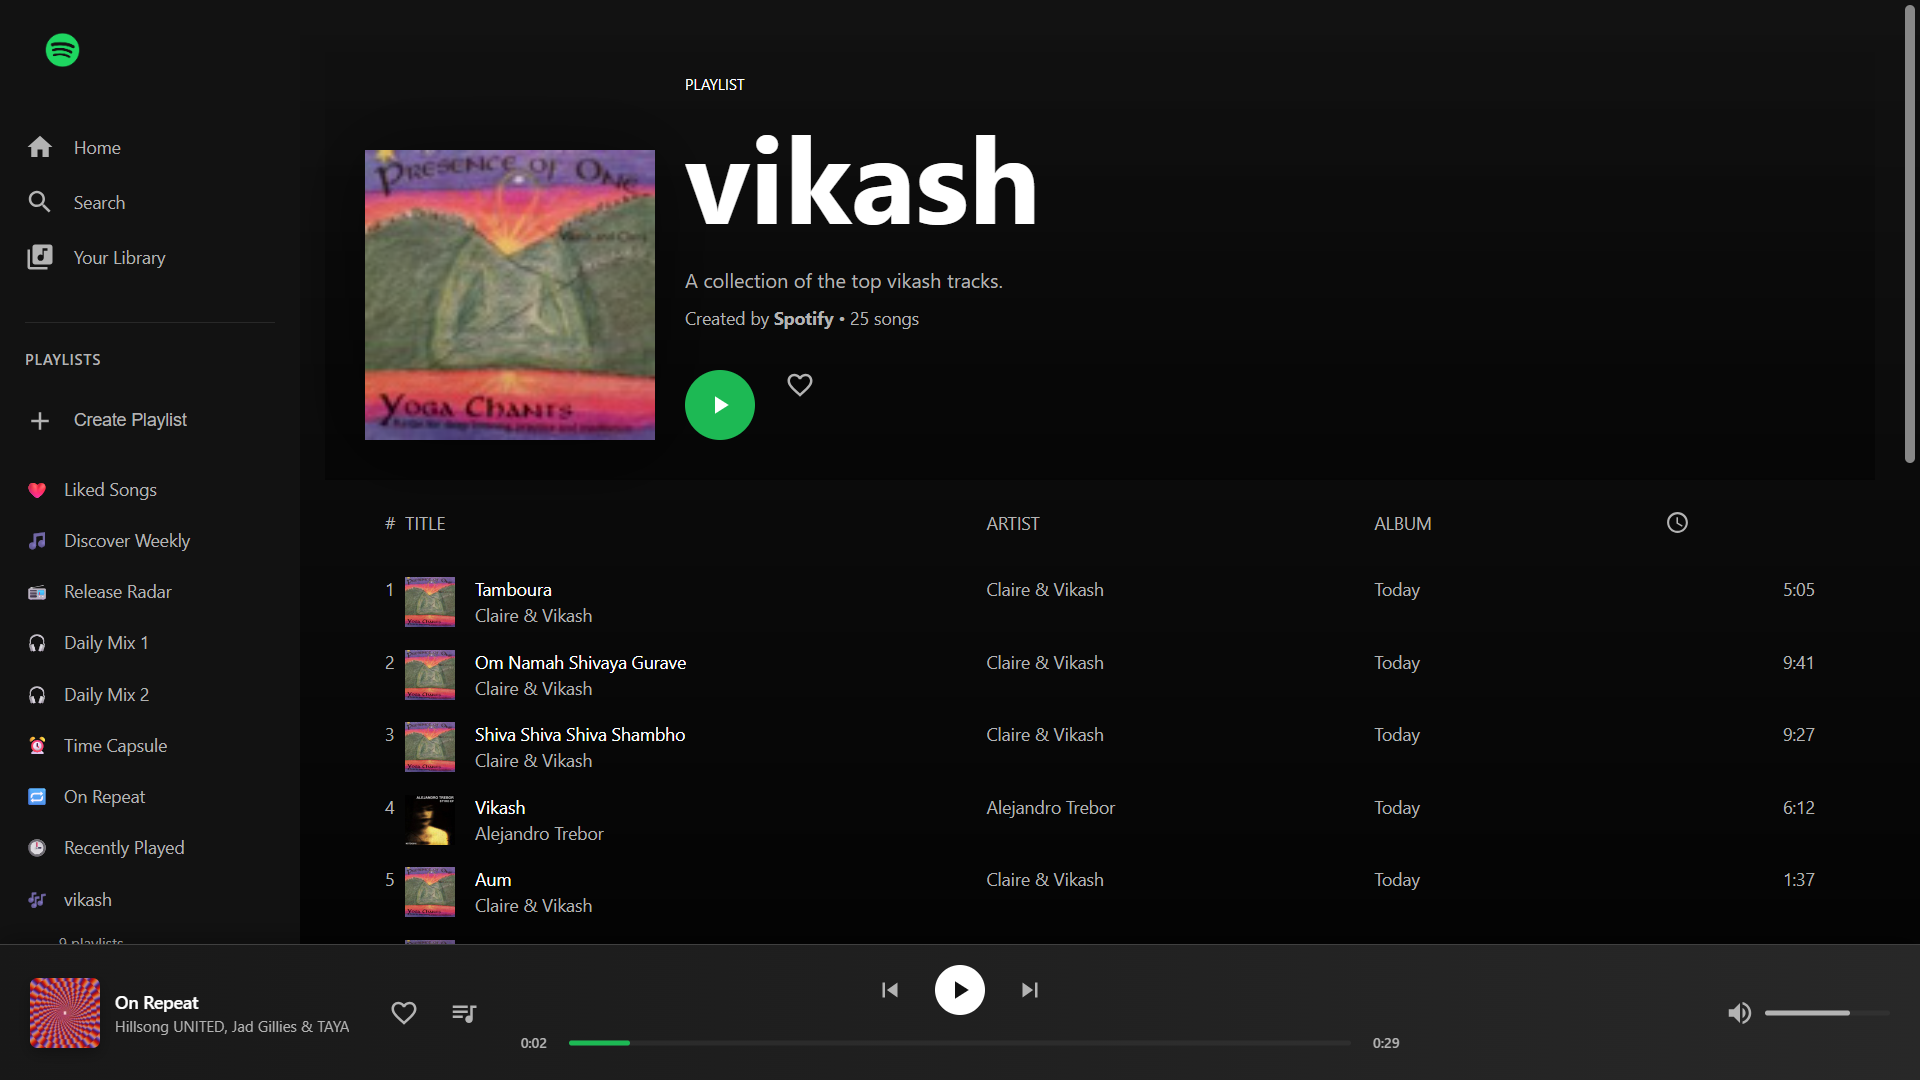 Home
Search
Your Library
PLAYLISTS
Create Playlist
Liked Songs
Discover Weekly
Release Radar
Daily Mix 1
Daily Mix 2
Time Capsule
On Repeat
Recently Played
vikash
9 playlists
PLAYLIST
vikash
A collection of the top vikash tracks.
Created by Spotify • 25 songs
PRESENCE OF ONE
YOGA CHANTS
# TITLE ARTIST ALBUM
1 Tamboura Claire & Vikash Today 5:05
Claire & Vikash
2 Om Namah Shivaya Gurave Claire & Vikash Today 9:41
Claire & Vikash
3 Shiva Shiva Shiva Shambho Claire & Vikash Today 9:27
Claire & Vikash
4 Vikash Alejandro Trebor Today 6:12
Alejandro Trebor
5 Aum Claire & Vikash Today 1:37
Claire & Vikash
On Repeat
Hillsong UNITED, Jad Gillies & TAYA
0:02
0:29